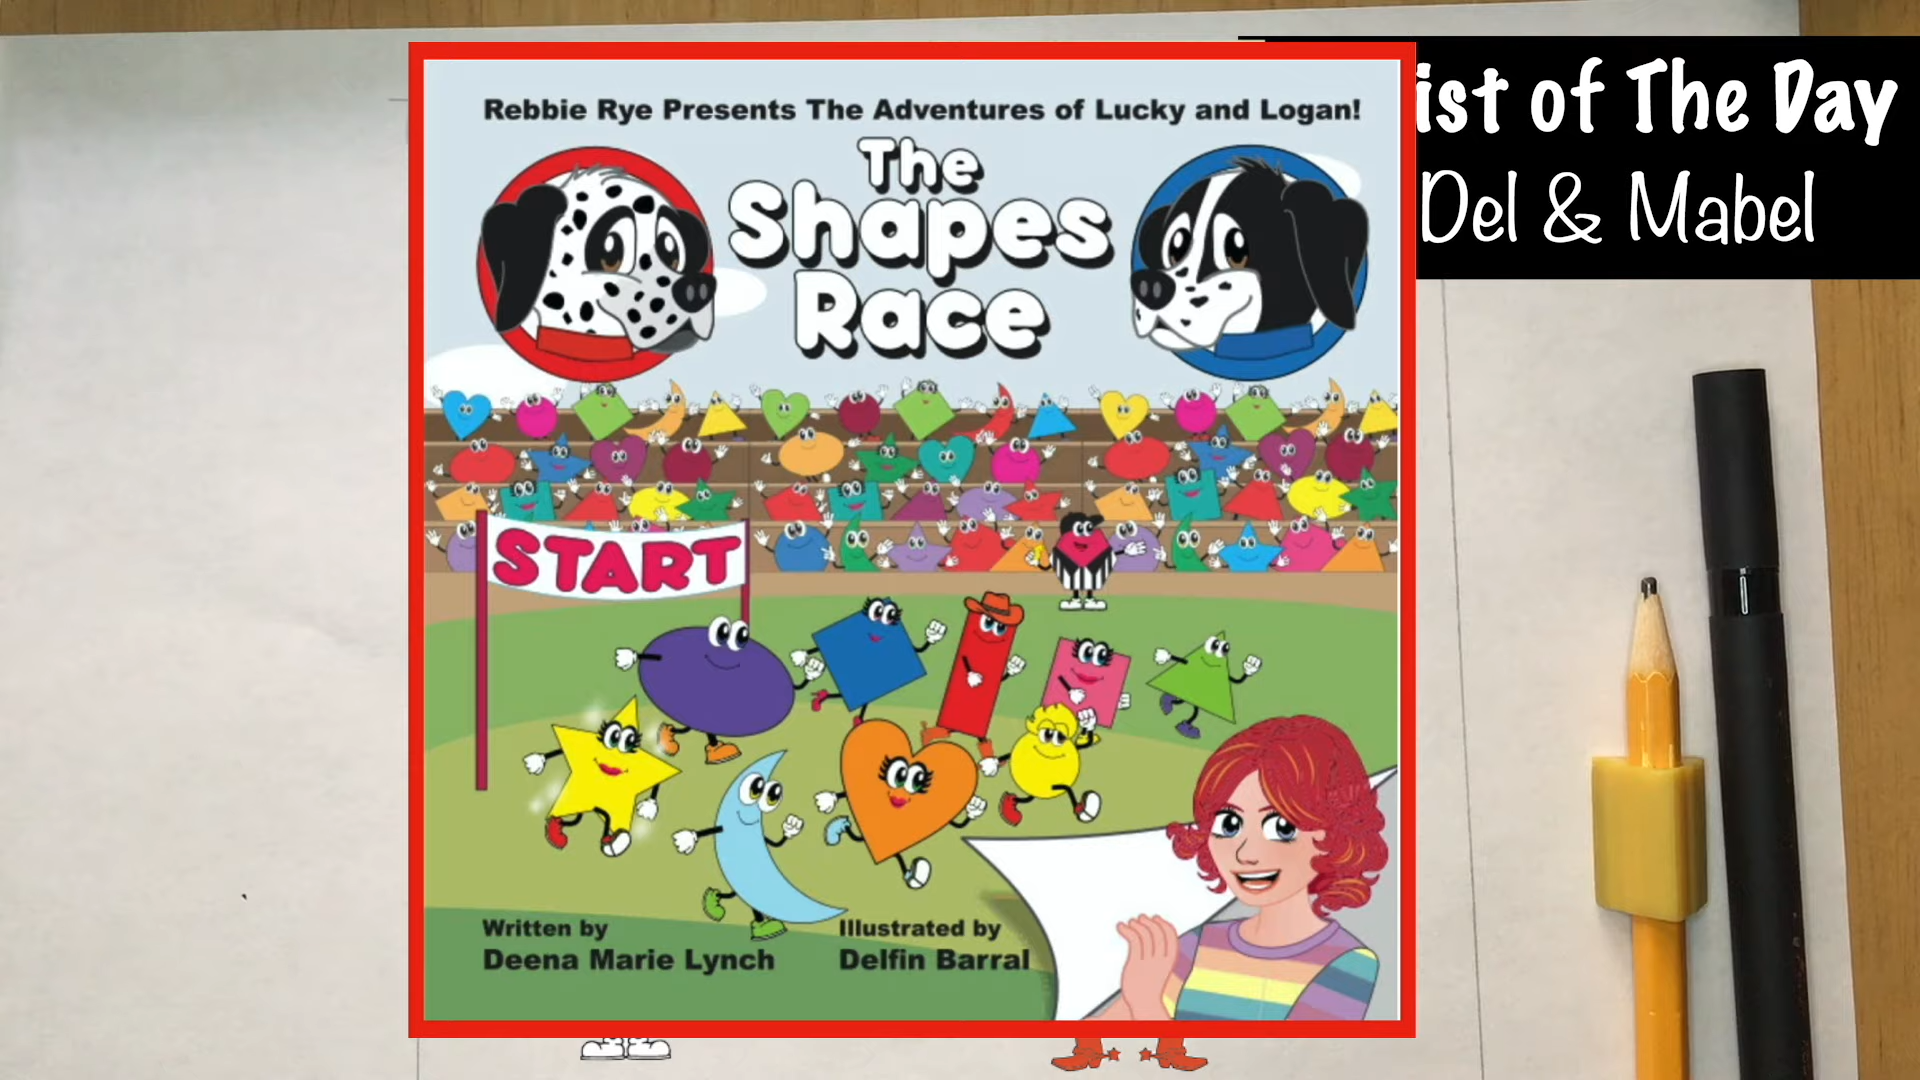 Rebbie Rye Presents The Adventures of Lucky and Logan!
The
Shapes
Race
ist of The Day
Del & Mabel
START
Written by
Deena Marie Lynch
Illustrated by
Delfin Barral